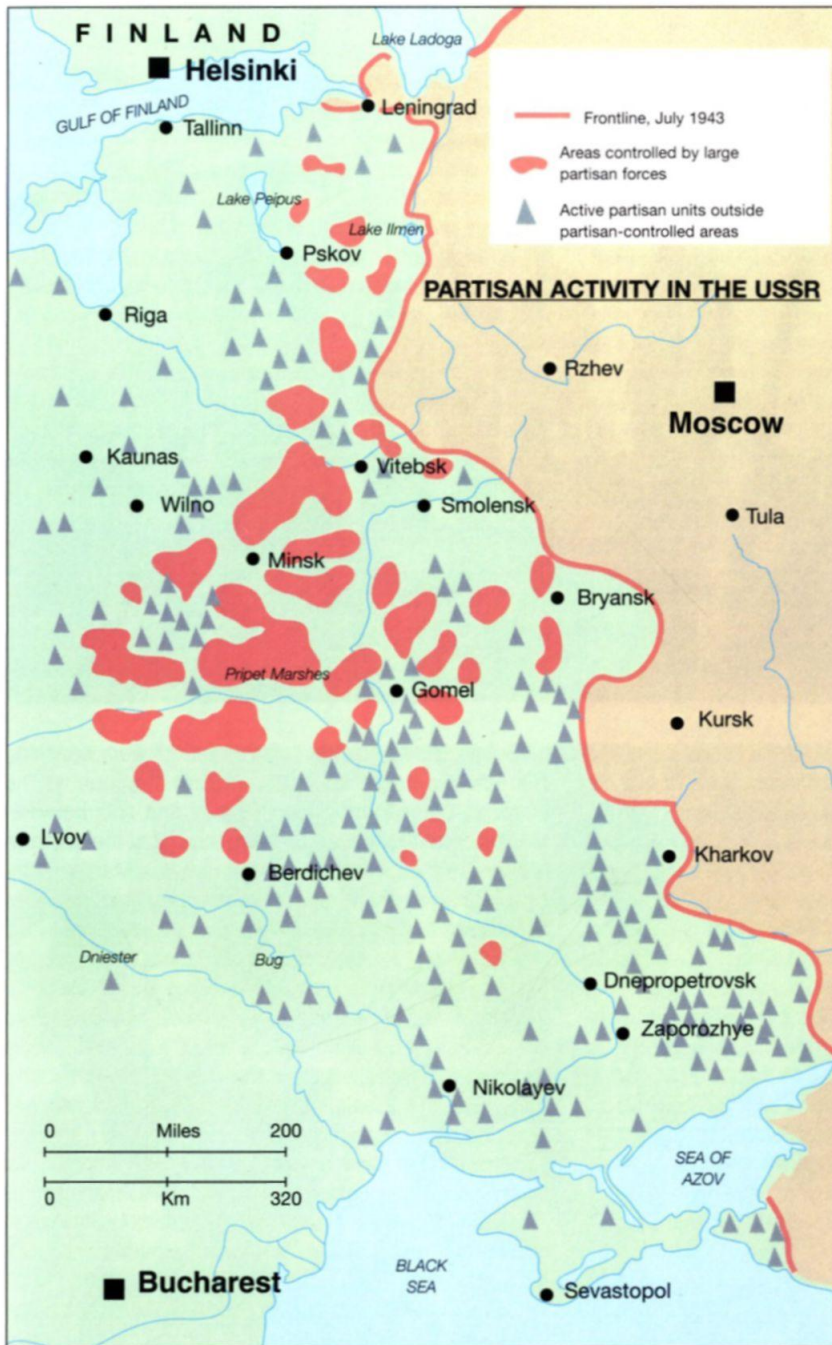 FINLAND
Helsinki
Lake Ladoga
GULF OF FINLAND
Tallinn
Leningrad
Frontline, July 1943
Areas controlled by large
partisan forces
Active partisan units outside
partisan-controlled areas
Lake Peipus
Lake Ilmen
Pskov
PARTISAN ACTIVITY IN THE USSR
Riga
Rzhev
Moscow
Kaunas
Vitebsk
Wilno
Smolensk
Tula
Minsk
Bryansk
Pripet Marshes
Gomel
Kursk
Lvov
Berdichev
Kharkov
Dniester
Bug
Dnepropetrovsk
Zaporozhye
Nikolayev
0 Miles 200
0 Km 320
SEA OF
AZOV
BLACK
SEA
Bucharest
Sevastopol